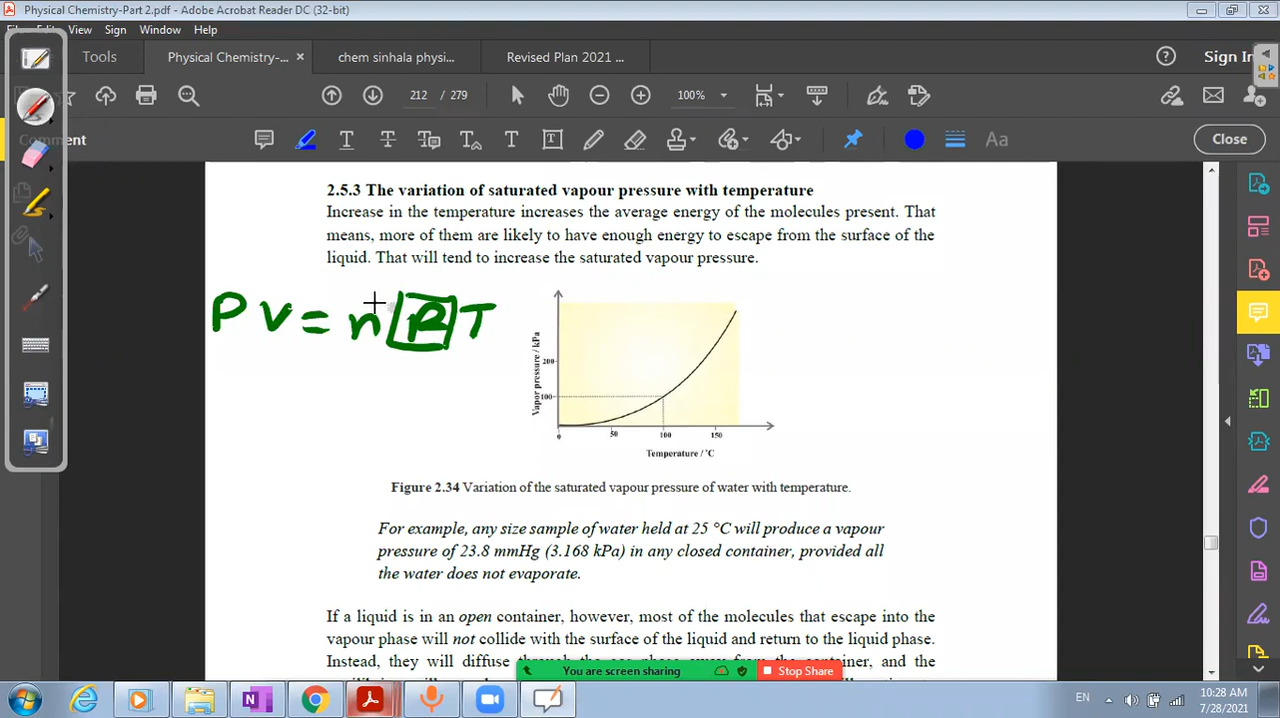 Physical Chemistry-Part 2.pdf - Adobe Acrobat Reader DC (32-bit)
View Sign Window Help
Tools Physical Chemistry-... × chem sinhala physi... Revised Plan 2021 ... Sign In
212 / 279 100%
Comment Close
2.5.3 The variation of saturated vapour pressure with temperature
Increase in the temperature increases the average energy of the molecules present. That
means, more of them are likely to have enough energy to escape from the surface of the
liquid. That will tend to increase the saturated vapour pressure.
PV = nRT
Vapor pressure / kPa
200
100
0 50 100 150
Temperature / °C
Figure 2.34 Variation of the saturated vapour pressure of water with temperature.
For example, any size sample of water held at 25 °C will produce a vapour
pressure of 23.8 mmHg (3.168 kPa) in any closed container, provided all
the water does not evaporate.
If a liquid is in an open container, however, most of the molecules that escape into the
vapour phase will not collide with the surface of the liquid and return to the liquid phase.
Instead, they will diffuse through the gas phase away from the container, and the
You are screen sharing Stop Share
EN 10:28 AM
7/28/2021